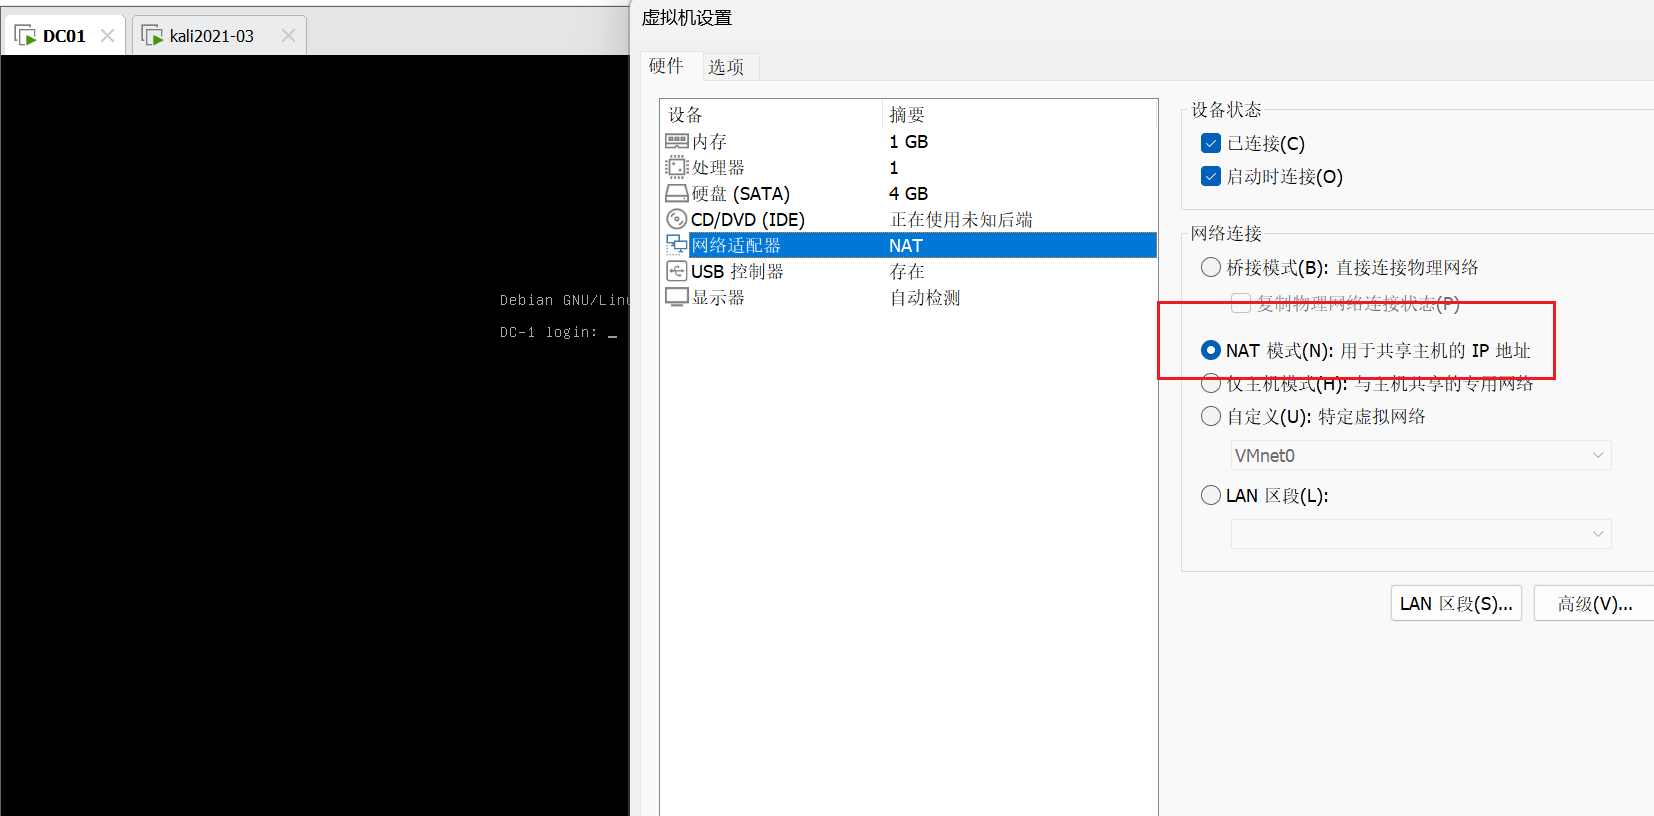 DC01
kali2021-03
虚拟机设置
硬件
选项
设备 摘要
内存 1 GB
处理器 1
硬盘 (SATA) 4 GB
CD/DVD (IDE) 正在使用未知后端
网络适配器 NAT
USB 控制器 存在
显示器 自动检测
Debian GNU/Linu
DC-1 login: _
设备状态
已连接(C)
启动时连接(O)
网络连接
桥接模式(B): 直接连接物理网络
复制物理网络连接状态(P)
NAT 模式(N): 用于共享主机的 IP 地址
仅主机模式(H): 与主机共享的专用网络
自定义(U): 特定虚拟网络
VMnet0
LAN 区段(L):
LAN 区段(S)...
高级(V)...